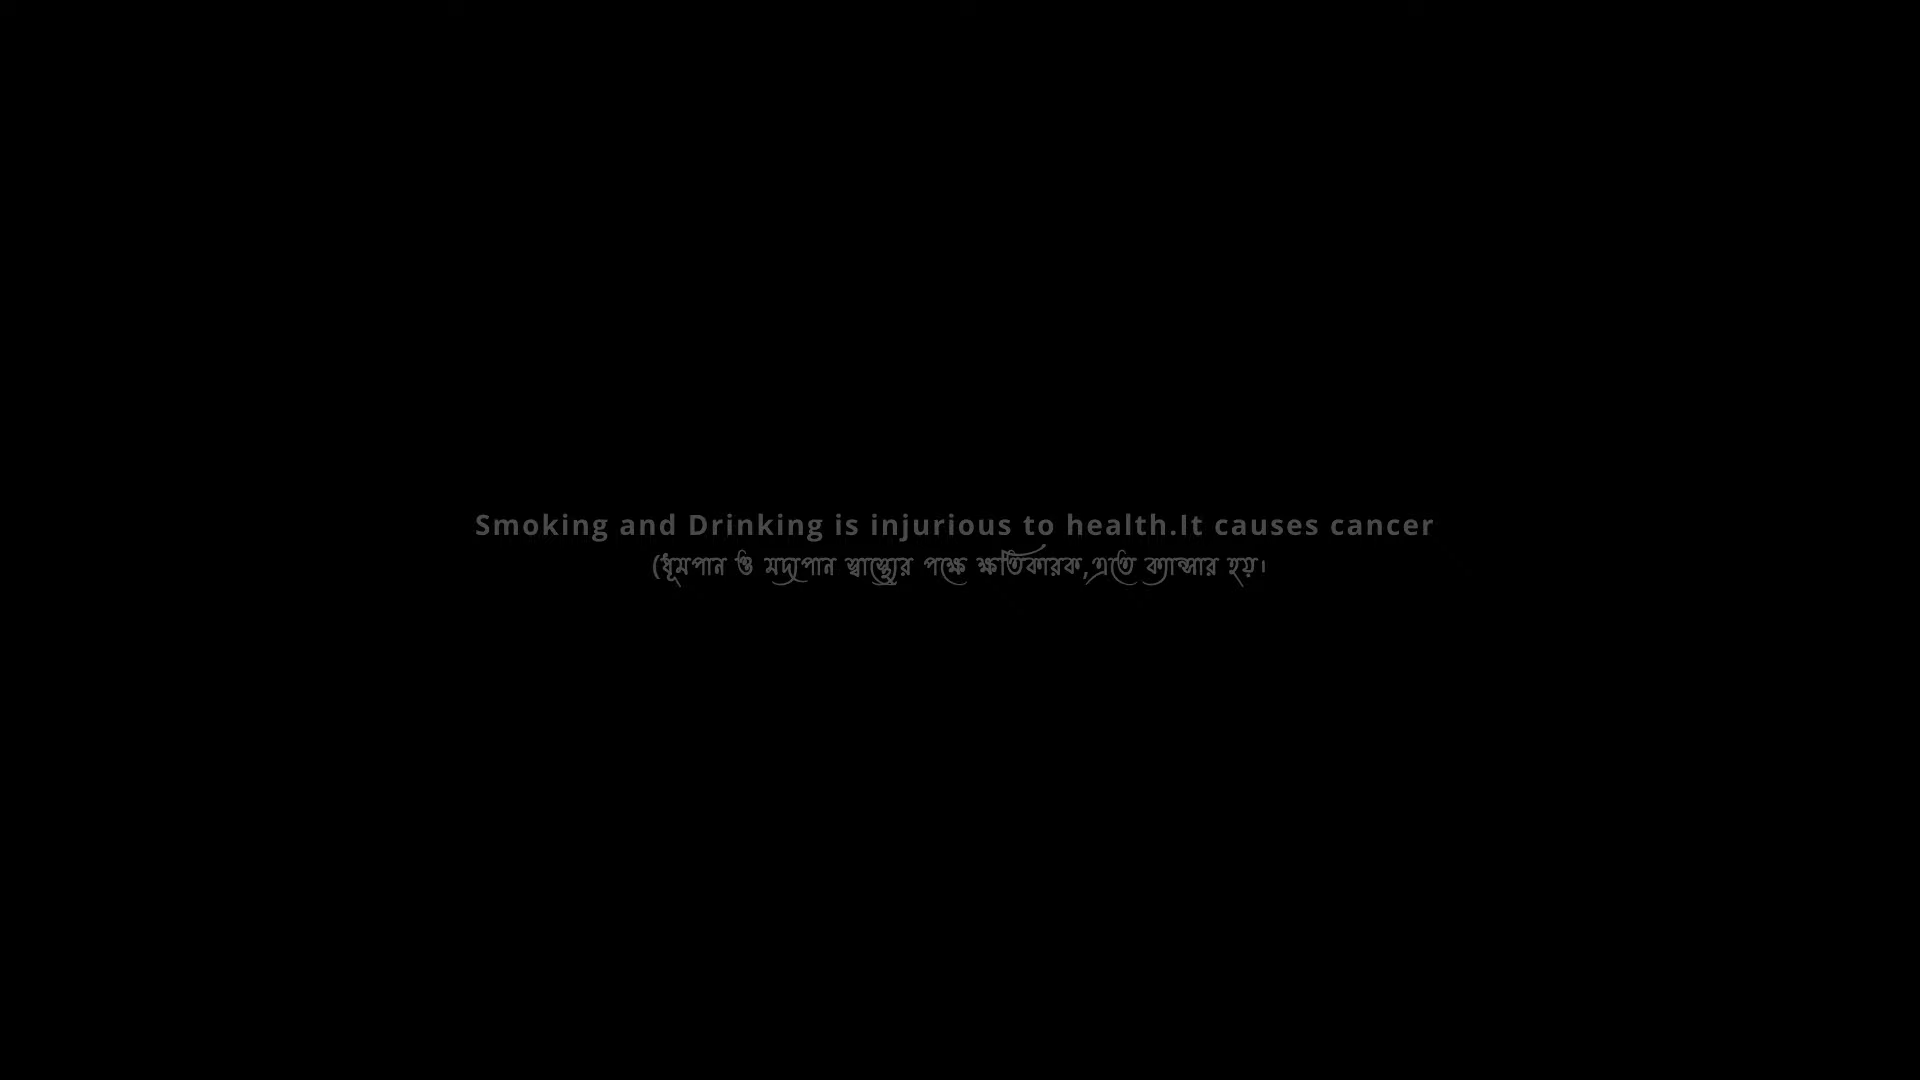 Smoking and Drinking is injurious to health.It causes cancer
(ধূমপান ও মদ্যপান স্বাস্থ্যের পক্ষে ক্ষতিকারক,এতে ক্যান্সার হয়।